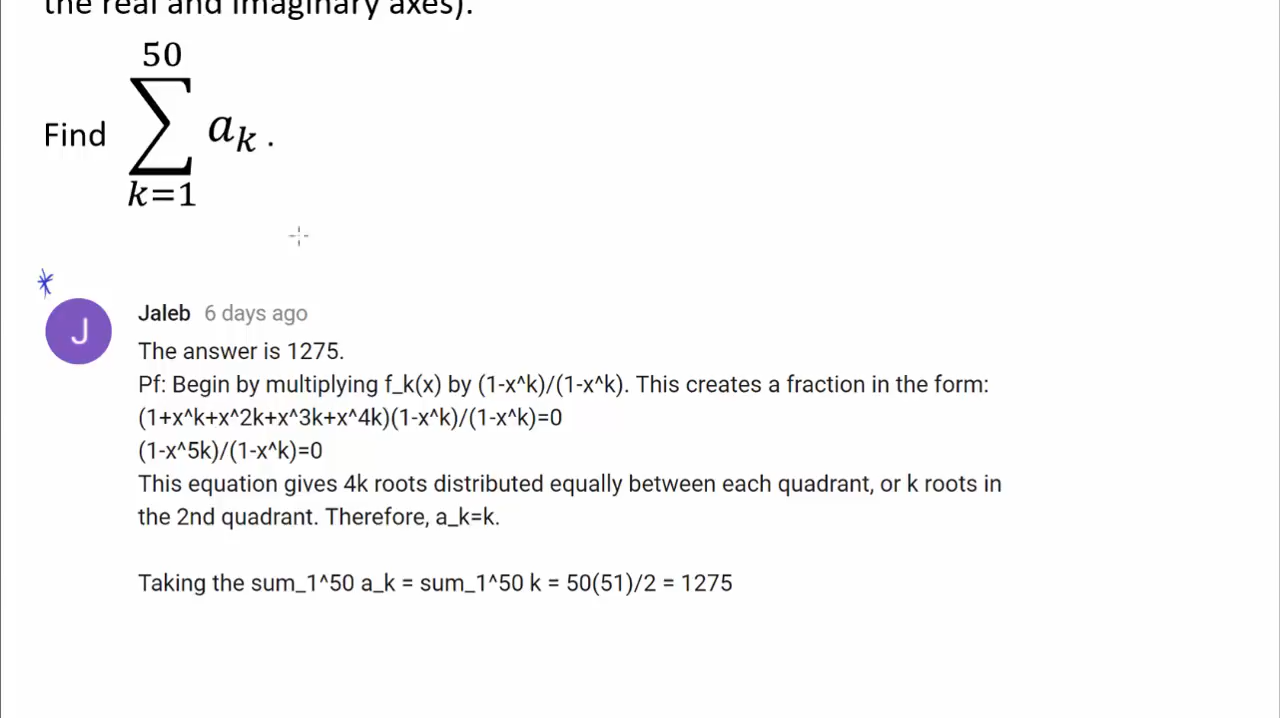 the real and imaginary axes).
50
Find ∑ aₖ .
k=1
*
J
Jaleb 6 days ago
The answer is 1275.
Pf: Begin by multiplying f_k(x) by (1-x^k)/(1-x^k). This creates a fraction in the form:
(1+x^k+x^2k+x^3k+x^4k)(1-x^k)/(1-x^k)=0
(1-x^5k)/(1-x^k)=0
This equation gives 4k roots distributed equally between each quadrant, or k roots in
the 2nd quadrant. Therefore, a_k=k.
Taking the sum_1^50 a_k = sum_1^50 k = 50(51)/2 = 1275